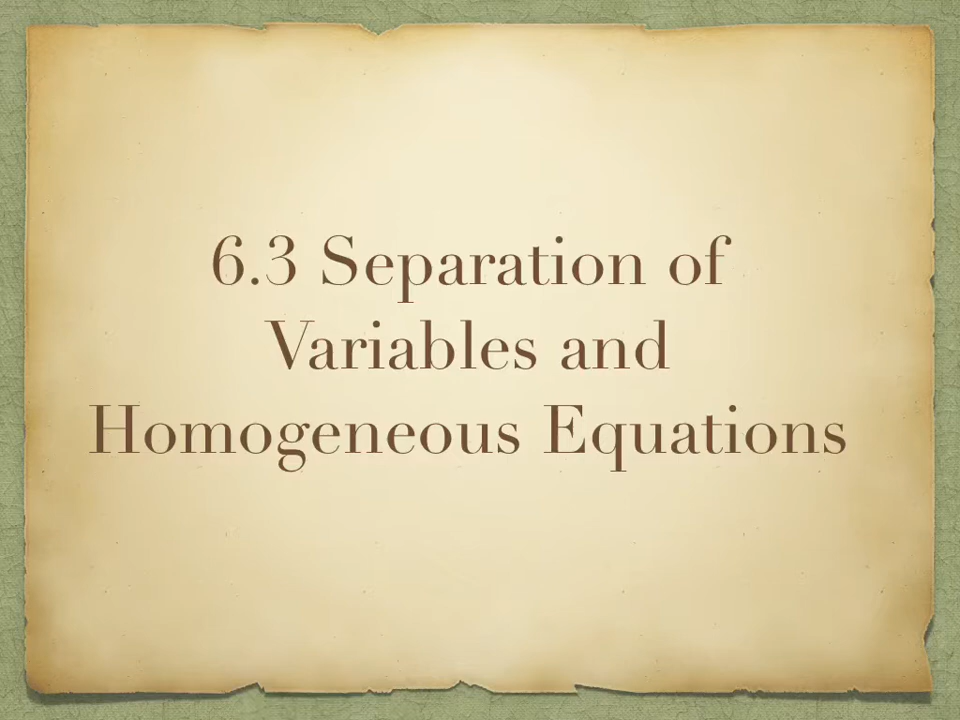 6.3 Separation of
Variables and
Homogeneous Equations